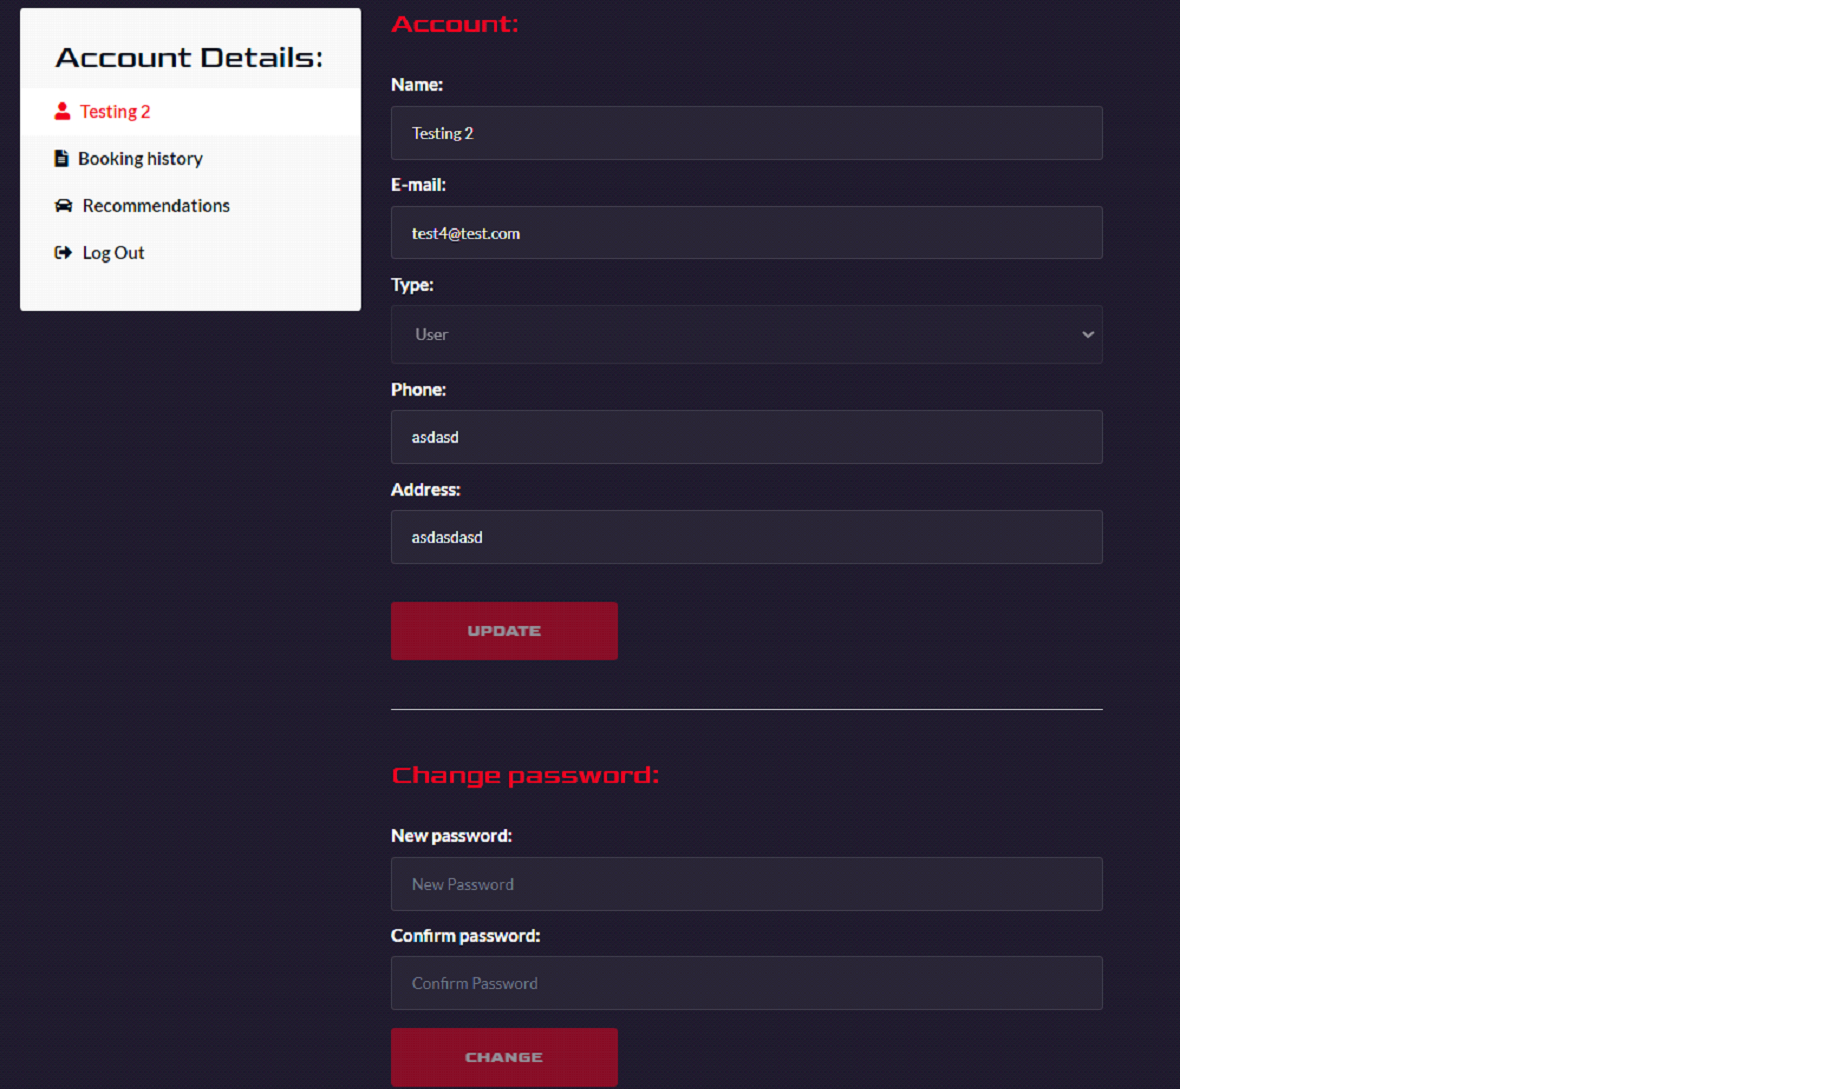 Account Details:
Testing 2
Booking history
Recommendations
Log Out
Account:
Name:
Testing 2
E-mail:
test4@test.com
Type:
User
Phone:
asdasd
Address:
asdasdasd
UPDATE
Change password:
New password:
New Password
Confirm password:
Confirm Password
CHANGE